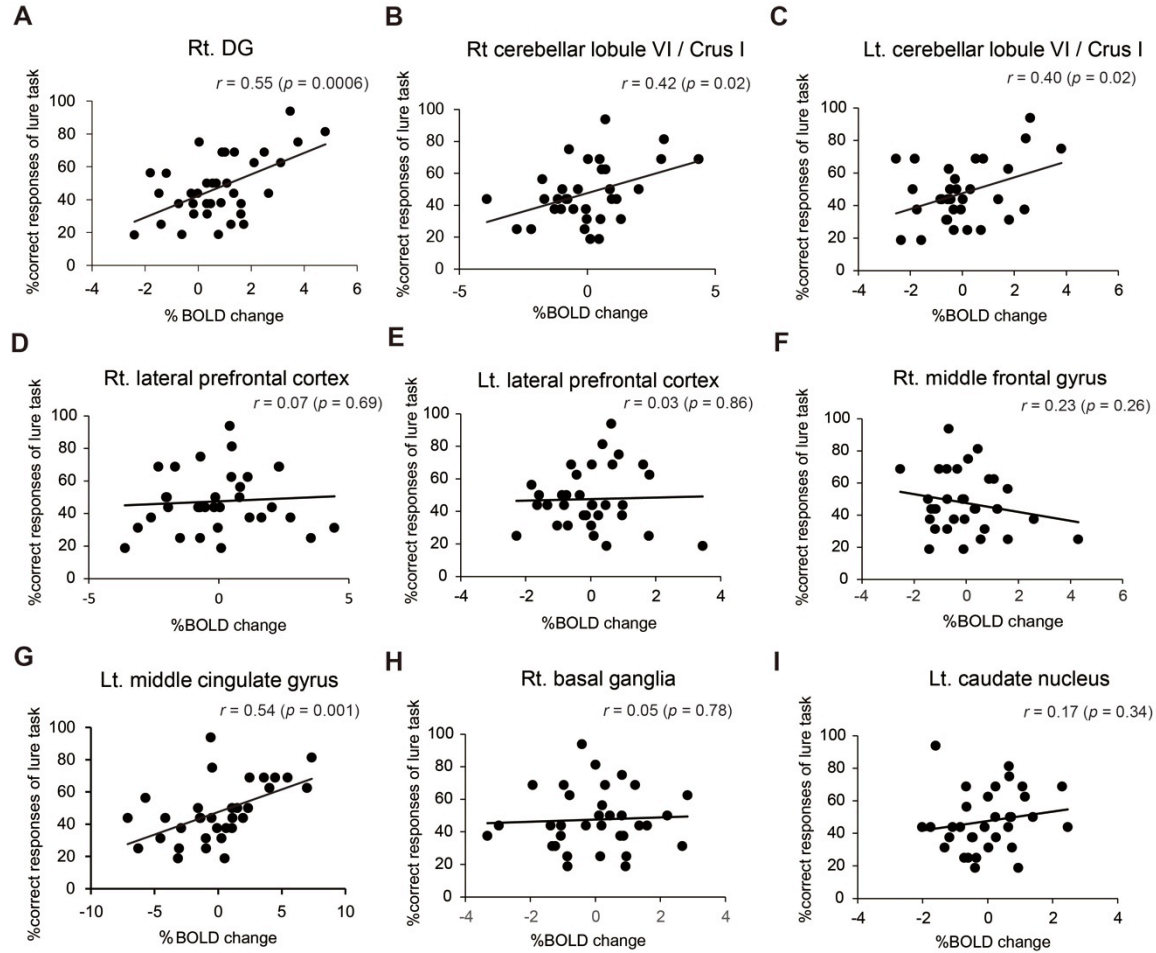 A
Rt. DG
r = 0.55 (p = 0.0006)
%correct responses of lure task
100
80
60
40
20
0
-4 -2 0 2 4 6
% BOLD change
B
Rt cerebellar lobule VI / Crus I
r = 0.42 (p = 0.02)
%correct responses of lure task
100
80
60
40
20
0
-5 0 5
%BOLD change
C
Lt. cerebellar lobule VI / Crus I
r = 0.40 (p = 0.02)
%correct responses of lure task
100
80
60
40
20
0
-4 -2 0 2 4 6
%BOLD change
D
Rt. lateral prefrontal cortex
r = 0.07 (p = 0.69)
%correct responses of lure task
100
80
60
40
20
0
-5 0 5
%BOLD change
E
Lt. lateral prefrontal cortex
r = 0.03 (p = 0.86)
%correct responses of lure task
100
80
60
40
20
0
-4 -2 0 2 4
%BOLD change
F
Rt. middle frontal gyrus
r = 0.23 (p = 0.26)
%correct responses of lure task
100
80
60
40
20
0
-4 -2 0 2 4 6
%BOLD change
G
Lt. middle cingulate gyrus
r = 0.54 (p = 0.001)
%correct responses of lure task
100
80
60
40
20
0
-10 -5 0 5 10
% BOLD change
H
Rt. basal ganglia
r = 0.05 (p = 0.78)
%correct responses of lure task
100
80
60
40
20
0
-4 -2 0 2 4
%BOLD change
I
Lt. caudate nucleus
r = 0.17 (p = 0.34)
%correct responses of lure task
100
80
60
40
20
0
-4 -2 0 2 4
%BOLD change